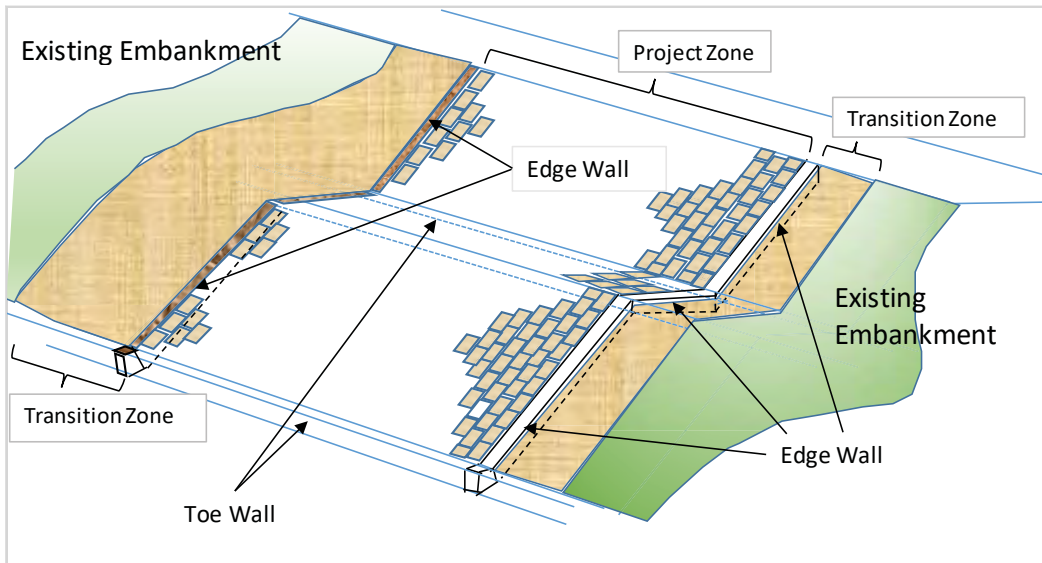 Existing Embankment
Project Zone
Transition Zone
Edge Wall
Existing
Embankment
Transition Zone
Edge Wall
Toe Wall